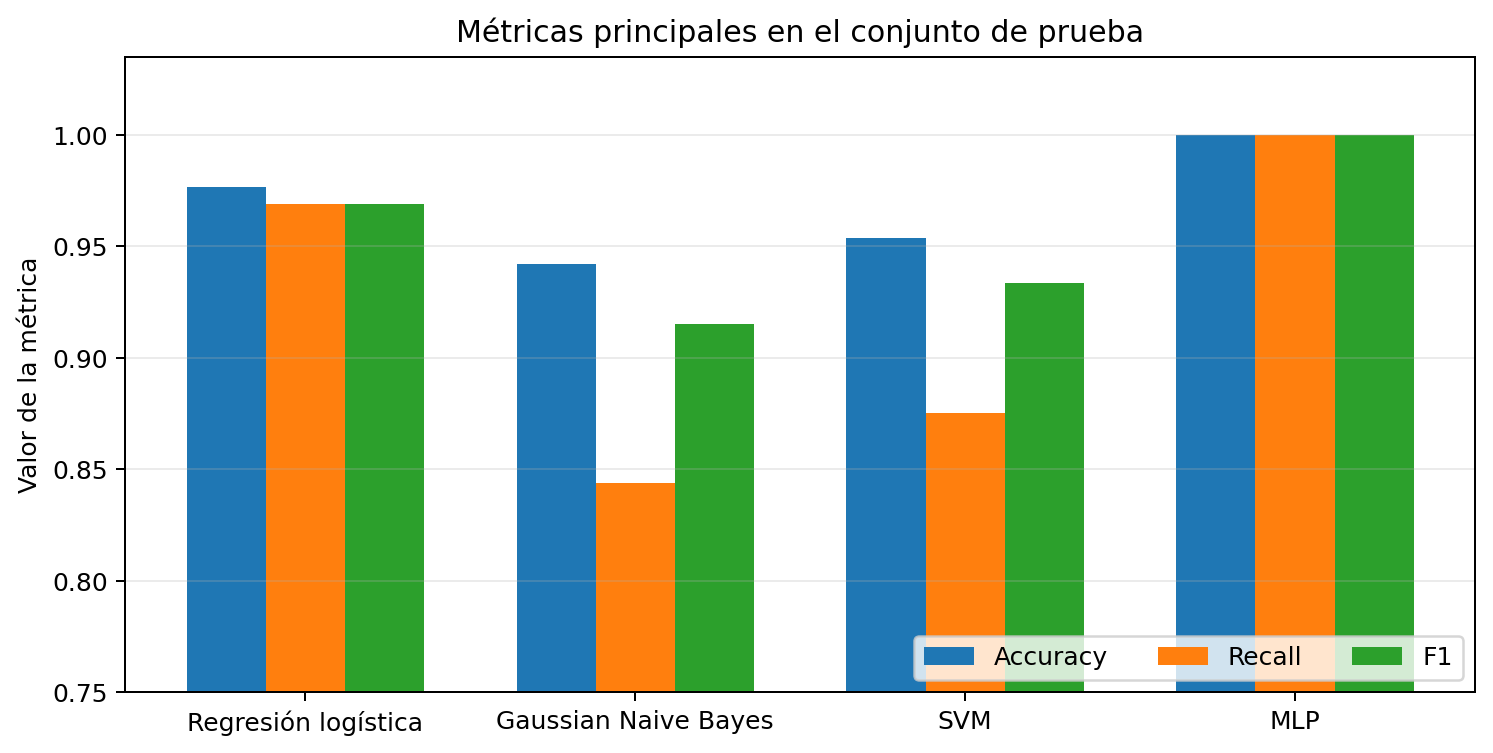 Métricas principales en el conjunto de prueba
Valor de la métrica
1.00
0.95
0.90
0.85
0.80
0.75
Regresión logística
Gaussian Naive Bayes
SVM
MLP
Accuracy
Recall
F1